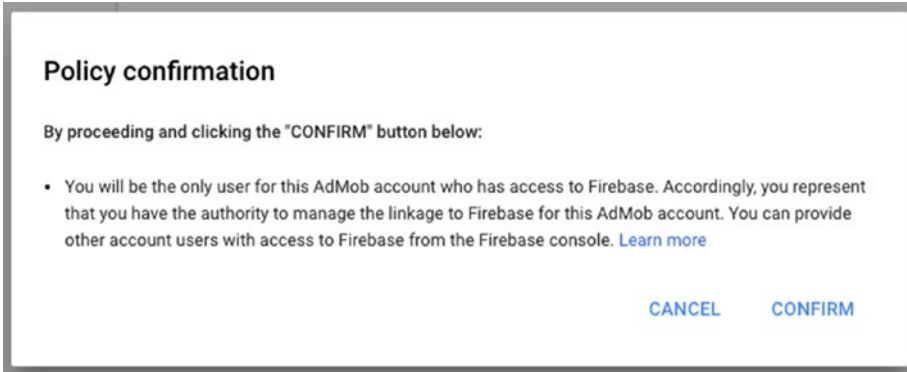 Policy confirmation
By proceeding and clicking the "CONFIRM" button below:
• You will be the only user for this AdMob account who has access to Firebase. Accordingly, you represent
that you have the authority to manage the linkage to Firebase for this AdMob account. You can provide
other account users with access to Firebase from the Firebase console. Learn more
CANCEL CONFIRM